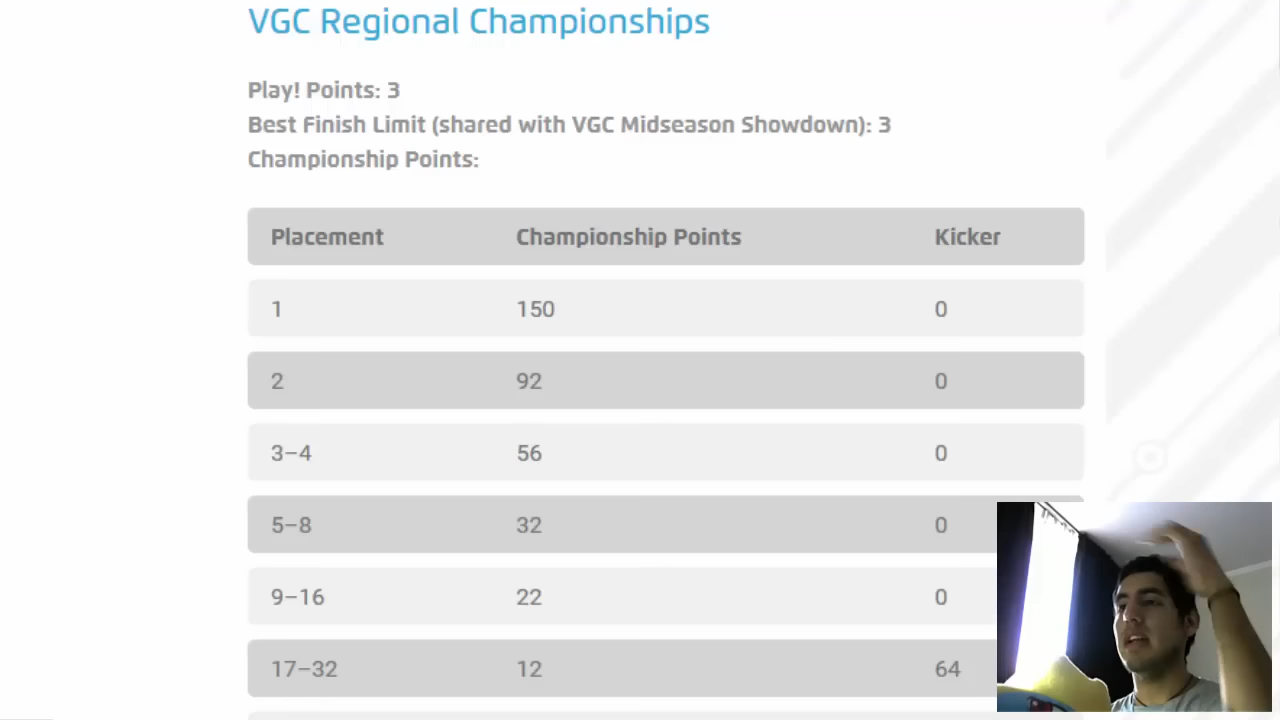 VGC Regional Championships
Play! Points: 3
Best Finish Limit (shared with VGC Midseason Showdown): 3
Championship Points:
Placement Championship Points Kicker
1 150 0
2 92 0
3–4 56 0
5–8 32 0
9–16 22 0
17–32 12 64